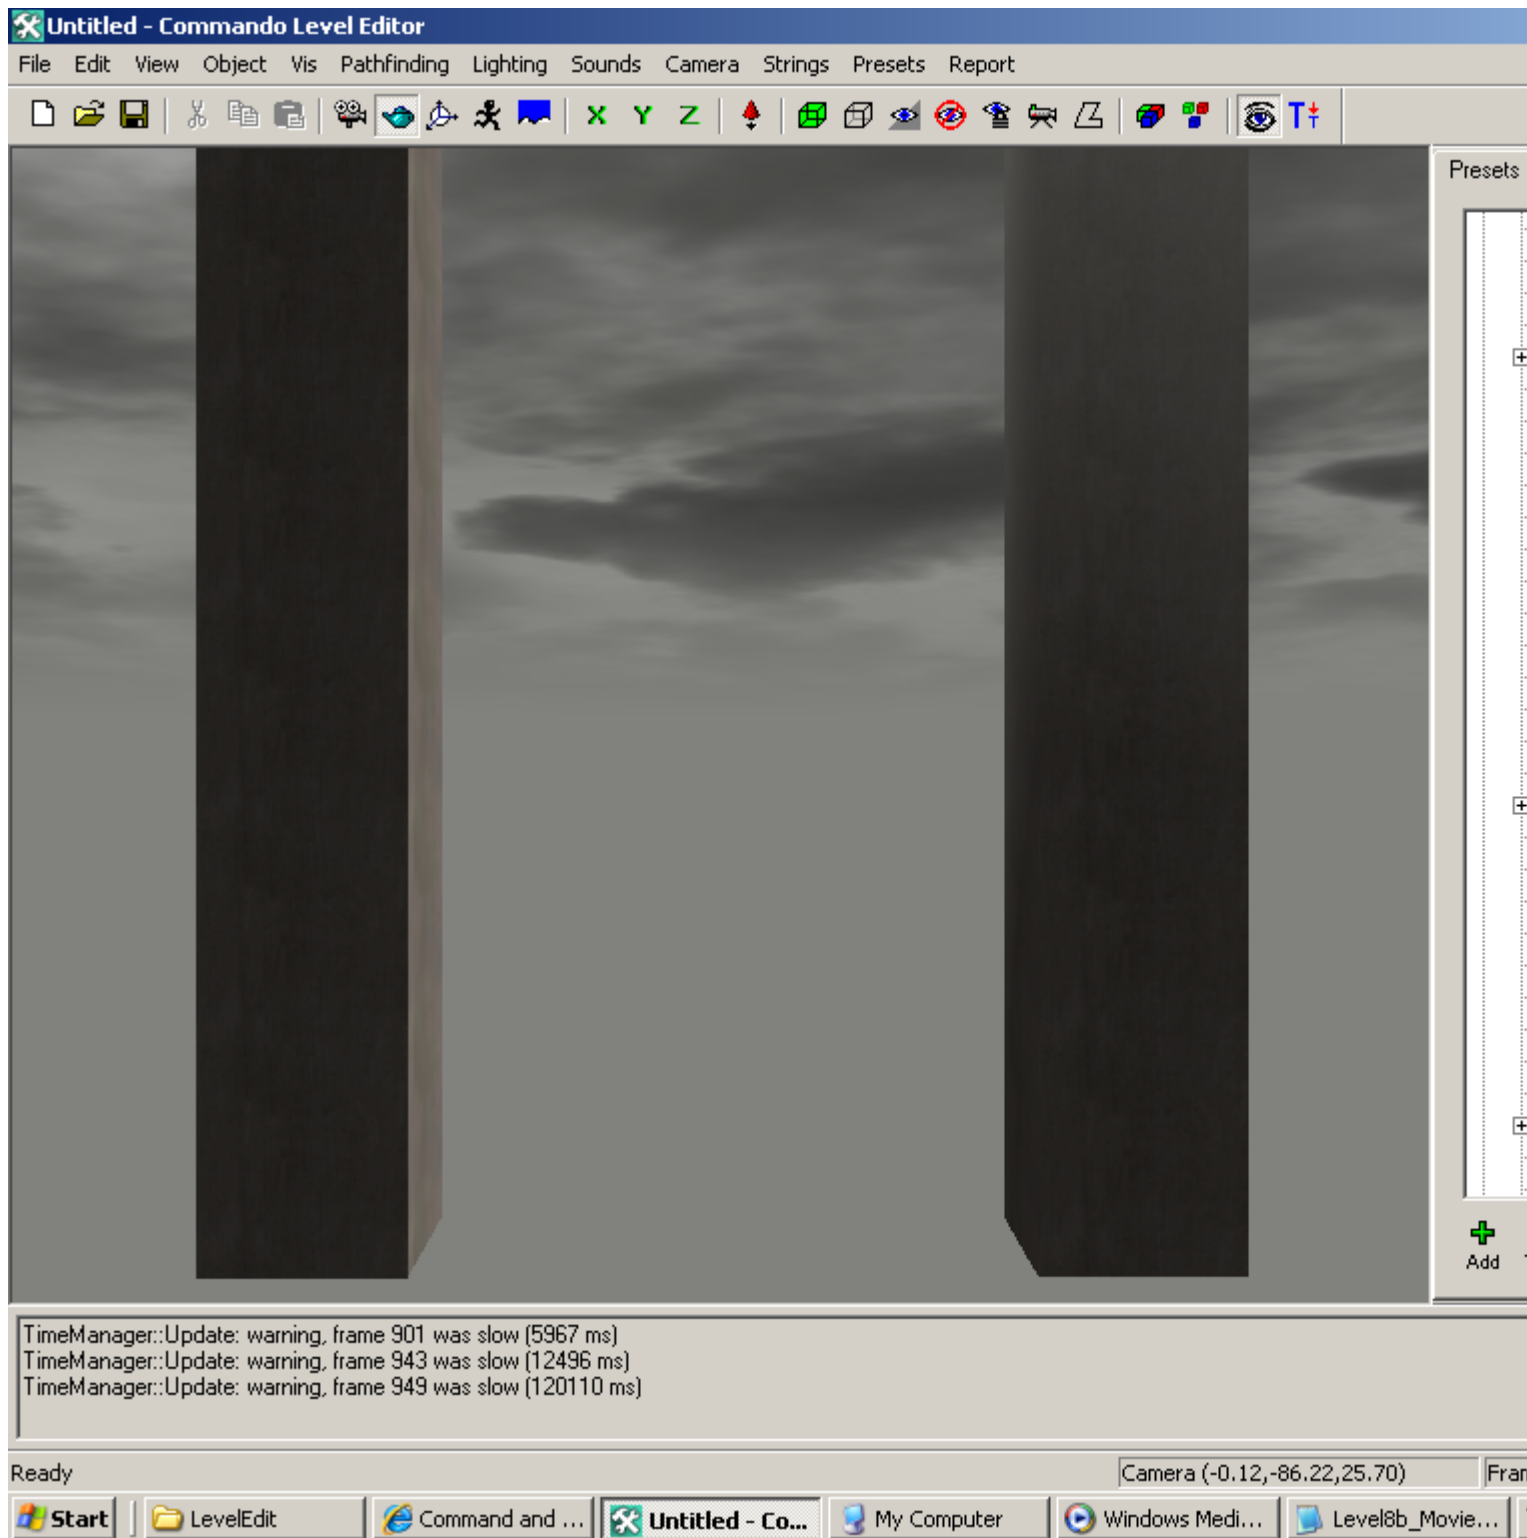 Untitled - Commando Level Editor
File Edit View Object Vis Pathfinding Lighting Sounds Camera Strings Presets Report
X Y Z T
Presets
Add
TimeManager::Update: warning, frame 901 was slow (5967 ms)
TimeManager::Update: warning, frame 943 was slow (12496 ms)
TimeManager::Update: warning, frame 949 was slow (120110 ms)
Ready Camera (-0.12,-86.22,25.70) Fran
Start LevelEdit Command and ... Untitled - Co... My Computer Windows Medi... Level8b_Movie...